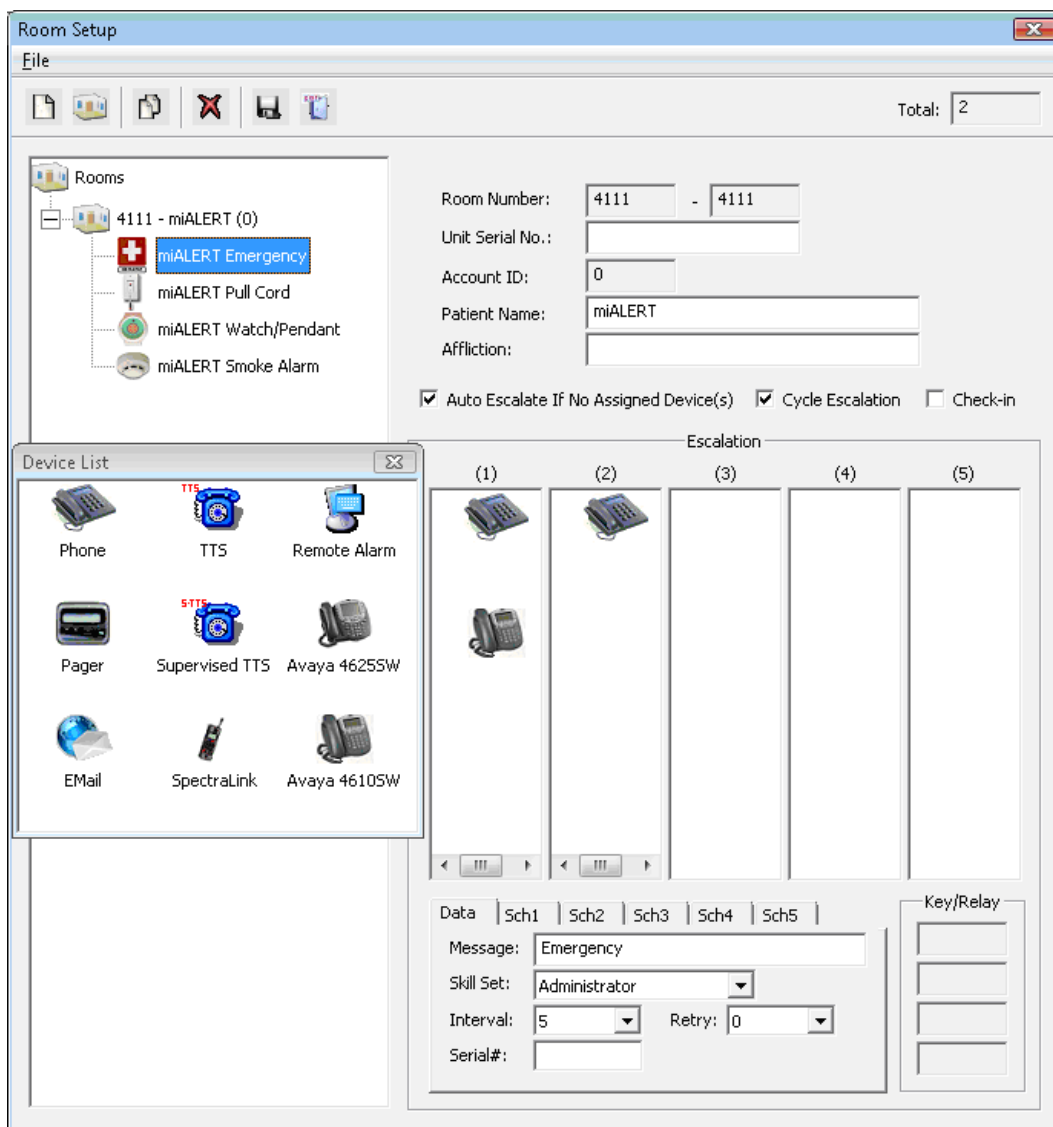 Room Setup
File
Total: 2
Rooms
4111 - miALERT (0)
miALERT Emergency
miALERT Pull Cord
miALERT Watch/Pendant
miALERT Smoke Alarm
Room Number: 4111 - 4111
Unit Serial No.:
Account ID: 0
Patient Name: miALERT
Affliction:
Auto Escalate If No Assigned Device(s) Cycle Escalation Check-in
Device List
TTS
Phone TTS Remote Alarm
S-TTS
Pager Supervised TTS Avaya 4625SW
EMail SpectraLink Avaya 4610SW
Escalation
(1) (2) (3) (4) (5)
Data Sch1 Sch2 Sch3 Sch4 Sch5
Message: Emergency
Skill Set: Administrator
Interval: 5 Retry: 0
Serial#:
Key/Relay